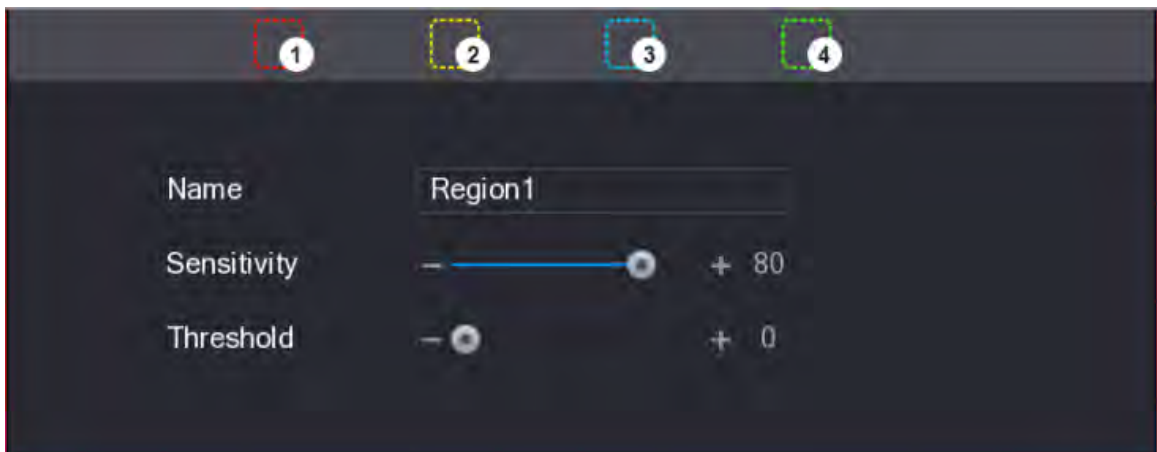 1 2 3 4
Name Region1
Sensitivity - + 80
Threshold - + 0